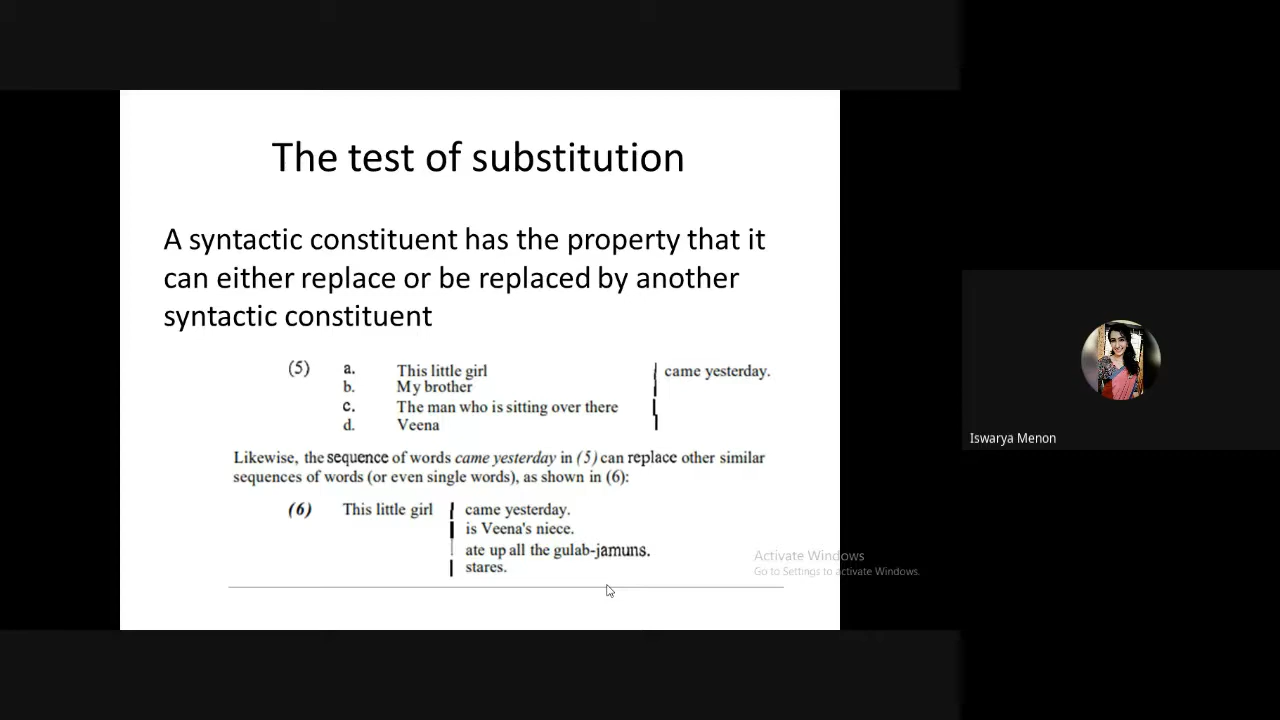 The test of substitution
A syntactic constituent has the property that it
can either replace or be replaced by another
syntactic constituent
(5) a. This little girl came yesterday.
b. My brother
c. The man who is sitting over there
d. Veena
Likewise, the sequence of words came yesterday in (5) can replace other similar
sequences of words (or even single words), as shown in (6):
(6) This little girl came yesterday.
is Veena's niece.
ate up all the gulab-jamuns.
stares.
Activate Windows
Go to Settings to activate Windows.
Iswarya Menon